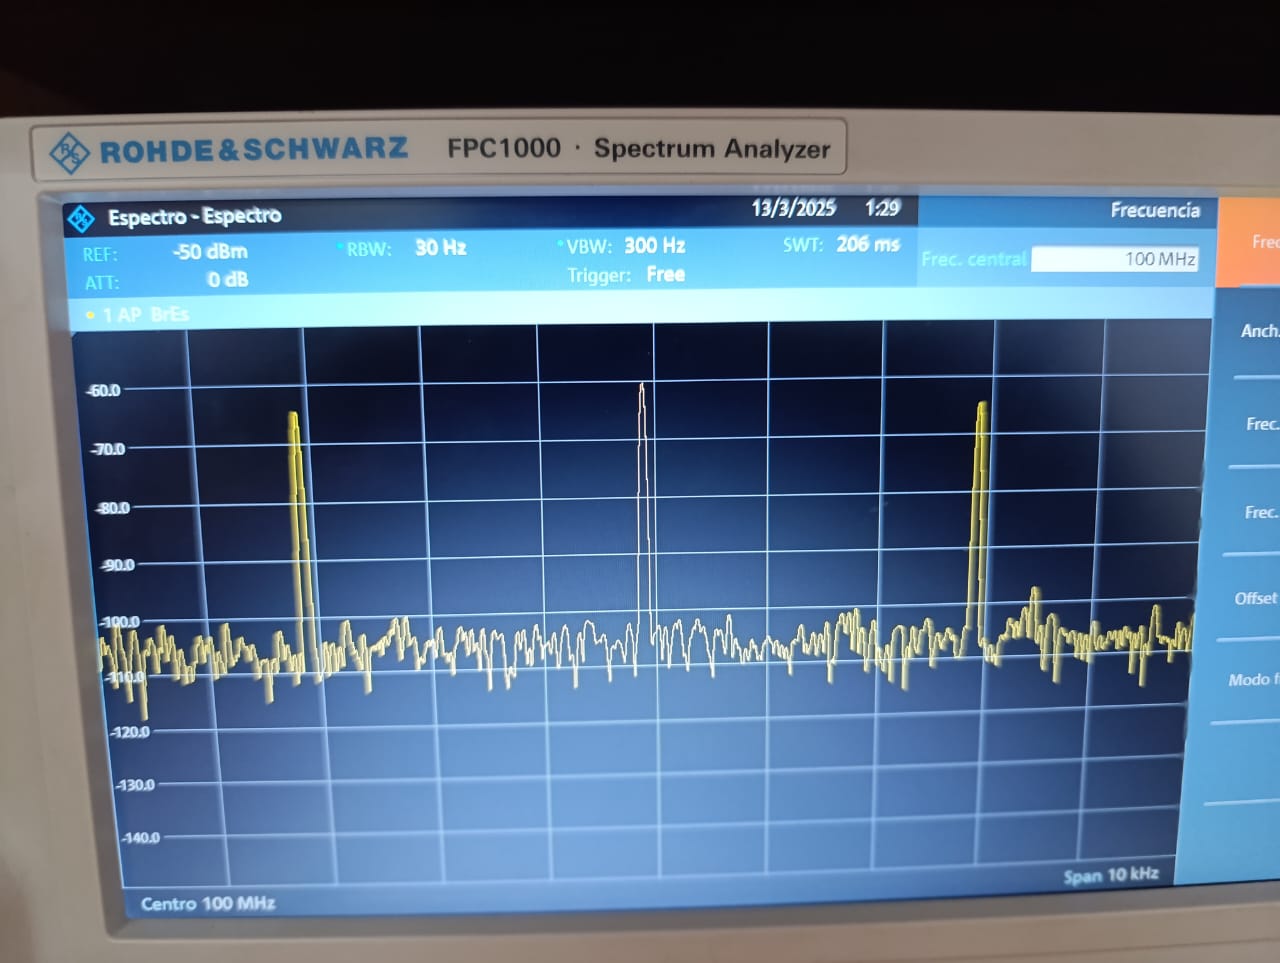 ROHDE&SCHWARZ FPC1000 · Spectrum Analyzer
Espectro - Espectro 13/3/2025 1:29 Frecuencia
REF: -50 dBm RBW: 30 Hz VBW: 300 Hz SWT: 206 ms Frec. central 100 MHz
ATT: 0 dB Trigger: Free
1 AP BrEs
Frec
Anch.
Frec.
Frec.
Offset
Modo f
-60.0
-70.0
-80.0
-90.0
-100.0
-110.0
-120.0
-130.0
-140.0
Centro 100 MHz Span 10 kHz